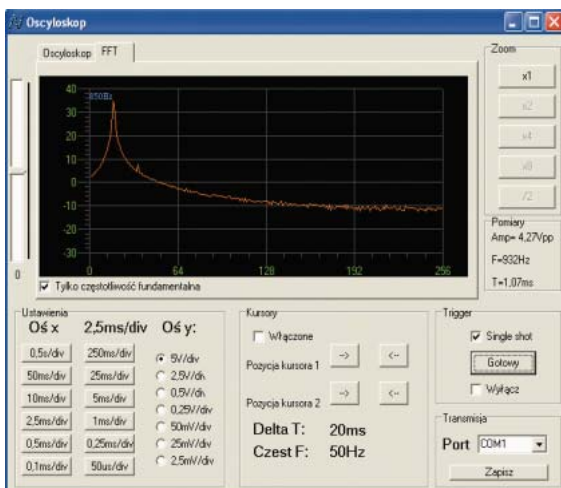 Oscyloskop
Oscyloskop FFT
850Hz
40
30
20
10
0
-10
-20
-30
0 64 128 192 256
0
Tylko częstotliwość fundamentalna
Zoom
x1
x2
x4
x8
/2
Pomiary
Amp= 4,27Vpp
F=932Hz
T=1,07ms
Ustawienia
Oś x 2,5ms/div Oś y:
0,5s/div 250ms/div 5V/div
50ms/div 25ms/div 2,5V/dh
10ms/div 5ms/div 0,5V/dh
2,5ms/div 1ms/div 0,25V/div
0,5ms/div 0,25ms/div 50mV/div
0,1ms/div 50us/div 25mV/div
2,5mV/div
Kursory
Włączone
Pozycja kursora 1 --> <--
Pozycja kursora 2 --> <--
Delta T: 20ms
Czest F: 50Hz
Trigger
Single shot
Gotowy
Wyłącz
Transmisja
Port COM1
Zapisz